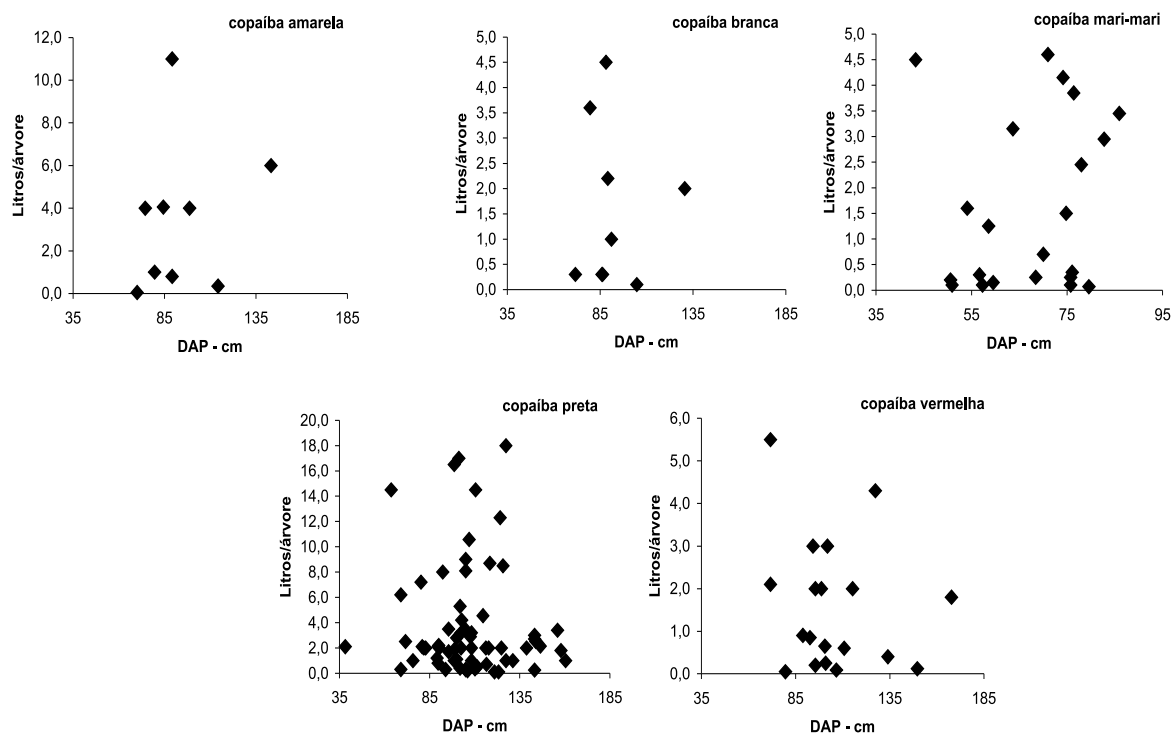 copaíba amarela
12,0
10,0
8,0
6,0
4,0
2,0
0,0
Litros/árvore
35 85 135 185
DAP - cm
copaíba branca
5,0
4,5
4,0
3,5
3,0
2,5
2,0
1,5
1,0
0,5
0,0
Litros/árvore
35 85 135 185
DAP - cm
copaíba mari-mari
5,0
4,5
4,0
3,5
3,0
2,5
2,0
1,5
1,0
0,5
0,0
Litros/árvore
35 55 75 95
DAP - cm
copaíba preta
20,0
18,0
16,0
14,0
12,0
10,0
8,0
6,0
4,0
2,0
0,0
Litros/árvore
35 85 135 185
DAP - cm
copaíba vermelha
6,0
5,0
4,0
3,0
2,0
1,0
0,0
Litros/árvore
35 85 135 185
DAP - cm